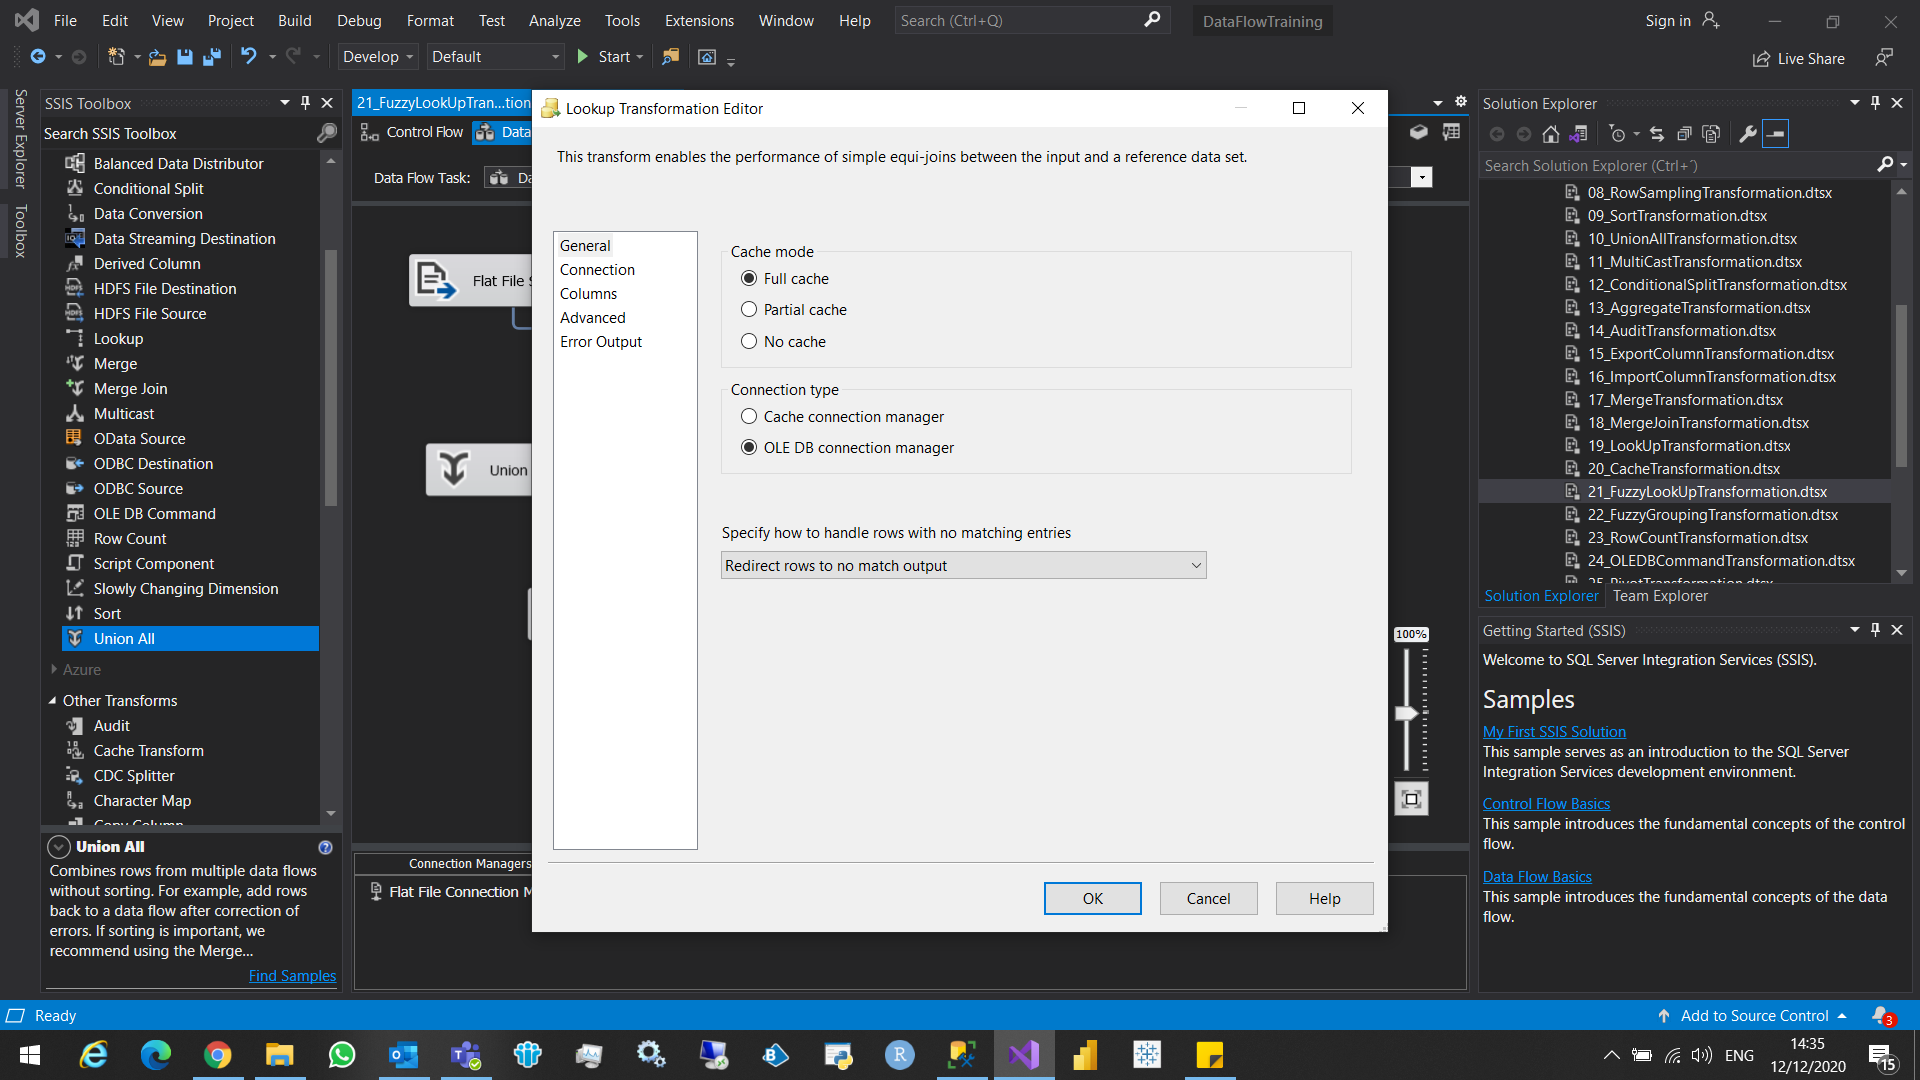 File Edit View Project Build Debug Format Test Analyze Tools Extensions Window Help
Search (Ctrl+Q)
DataFlowTraining
Sign in
Develop
Default
Start
Live Share
Server Explorer
Toolbox
SSIS Toolbox
Search SSIS Toolbox
Balanced Data Distributor
Conditional Split
Data Conversion
Data Streaming Destination
Derived Column
HDFS File Destination
HDFS File Source
Lookup
Merge
Merge Join
Multicast
OData Source
ODBC Destination
ODBC Source
OLE DB Command
Row Count
Script Component
Slowly Changing Dimension
Sort
Union All
Azure
Other Transforms
Audit
Cache Transform
CDC Splitter
Character Map
Copy Column
Union All
Combines rows from multiple data flows
without sorting. For example, add rows
back to a data flow after correction of
errors. If sorting is important, we
recommend using the Merge...
Find Samples
21_FuzzyLookUpTran...tion
Control Flow
Data
Data Flow Task:
Da
Flat File S
Union
100%
Connection Managers
Flat File Connection M
Lookup Transformation Editor
This transform enables the performance of simple equi-joins between the input and a reference data set.
General
Connection
Columns
Advanced
Error Output
Cache mode
Full cache
Partial cache
No cache
Connection type
Cache connection manager
OLE DB connection manager
Specify how to handle rows with no matching entries
Redirect rows to no match output
OK
Cancel
Help
Solution Explorer
Search Solution Explorer (Ctrl+´)
08_RowSamplingTransformation.dtsx
09_SortTransformation.dtsx
10_UnionAllTransformation.dtsx
11_MultiCastTransformation.dtsx
12_ConditionalSplitTransformation.dtsx
13_AggregateTransformation.dtsx
14_AuditTransformation.dtsx
15_ExportColumnTransformation.dtsx
16_ImportColumnTransformation.dtsx
17_MergeTransformation.dtsx
18_MergeJoinTransformation.dtsx
19_LookUpTransformation.dtsx
20_CacheTransformation.dtsx
21_FuzzyLookUpTransformation.dtsx
22_FuzzyGroupingTransformation.dtsx
23_RowCountTransformation.dtsx
24_OLEDBCommandTransformation.dtsx
25_PivotTransformation.dtsx
Solution Explorer
Team Explorer
Getting Started (SSIS)
Welcome to SQL Server Integration Services (SSIS).
Samples
My First SSIS Solution
This sample serves as an introduction to the SQL Server
Integration Services development environment.
Control Flow Basics
This sample introduces the fundamental concepts of the control
flow.
Data Flow Basics
This sample introduces the fundamental concepts of the data
flow.
Ready
Add to Source Control
3
ENG
14:35
12/12/2020
15